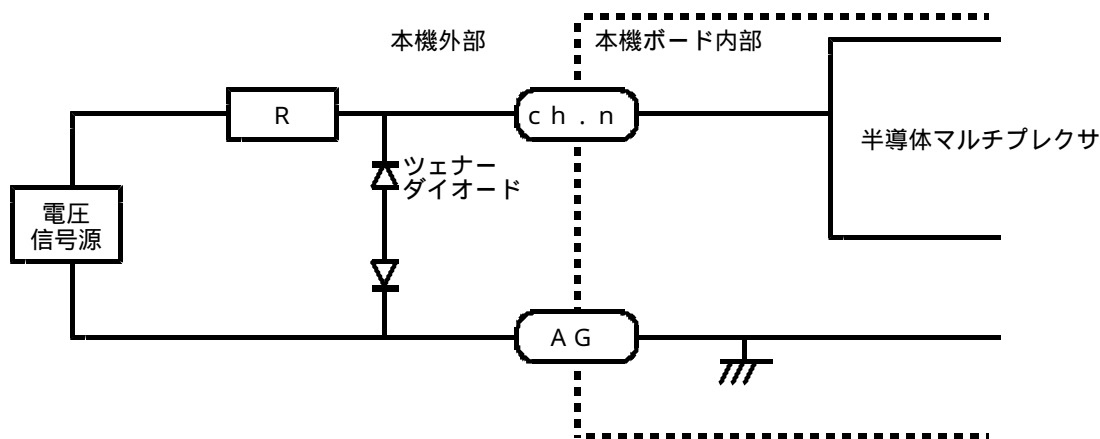 本機外部
本機ボード内部
R
ch.n
半導体マルチプレクサ
ツェナー
ダイオード
電圧
信号源
AG